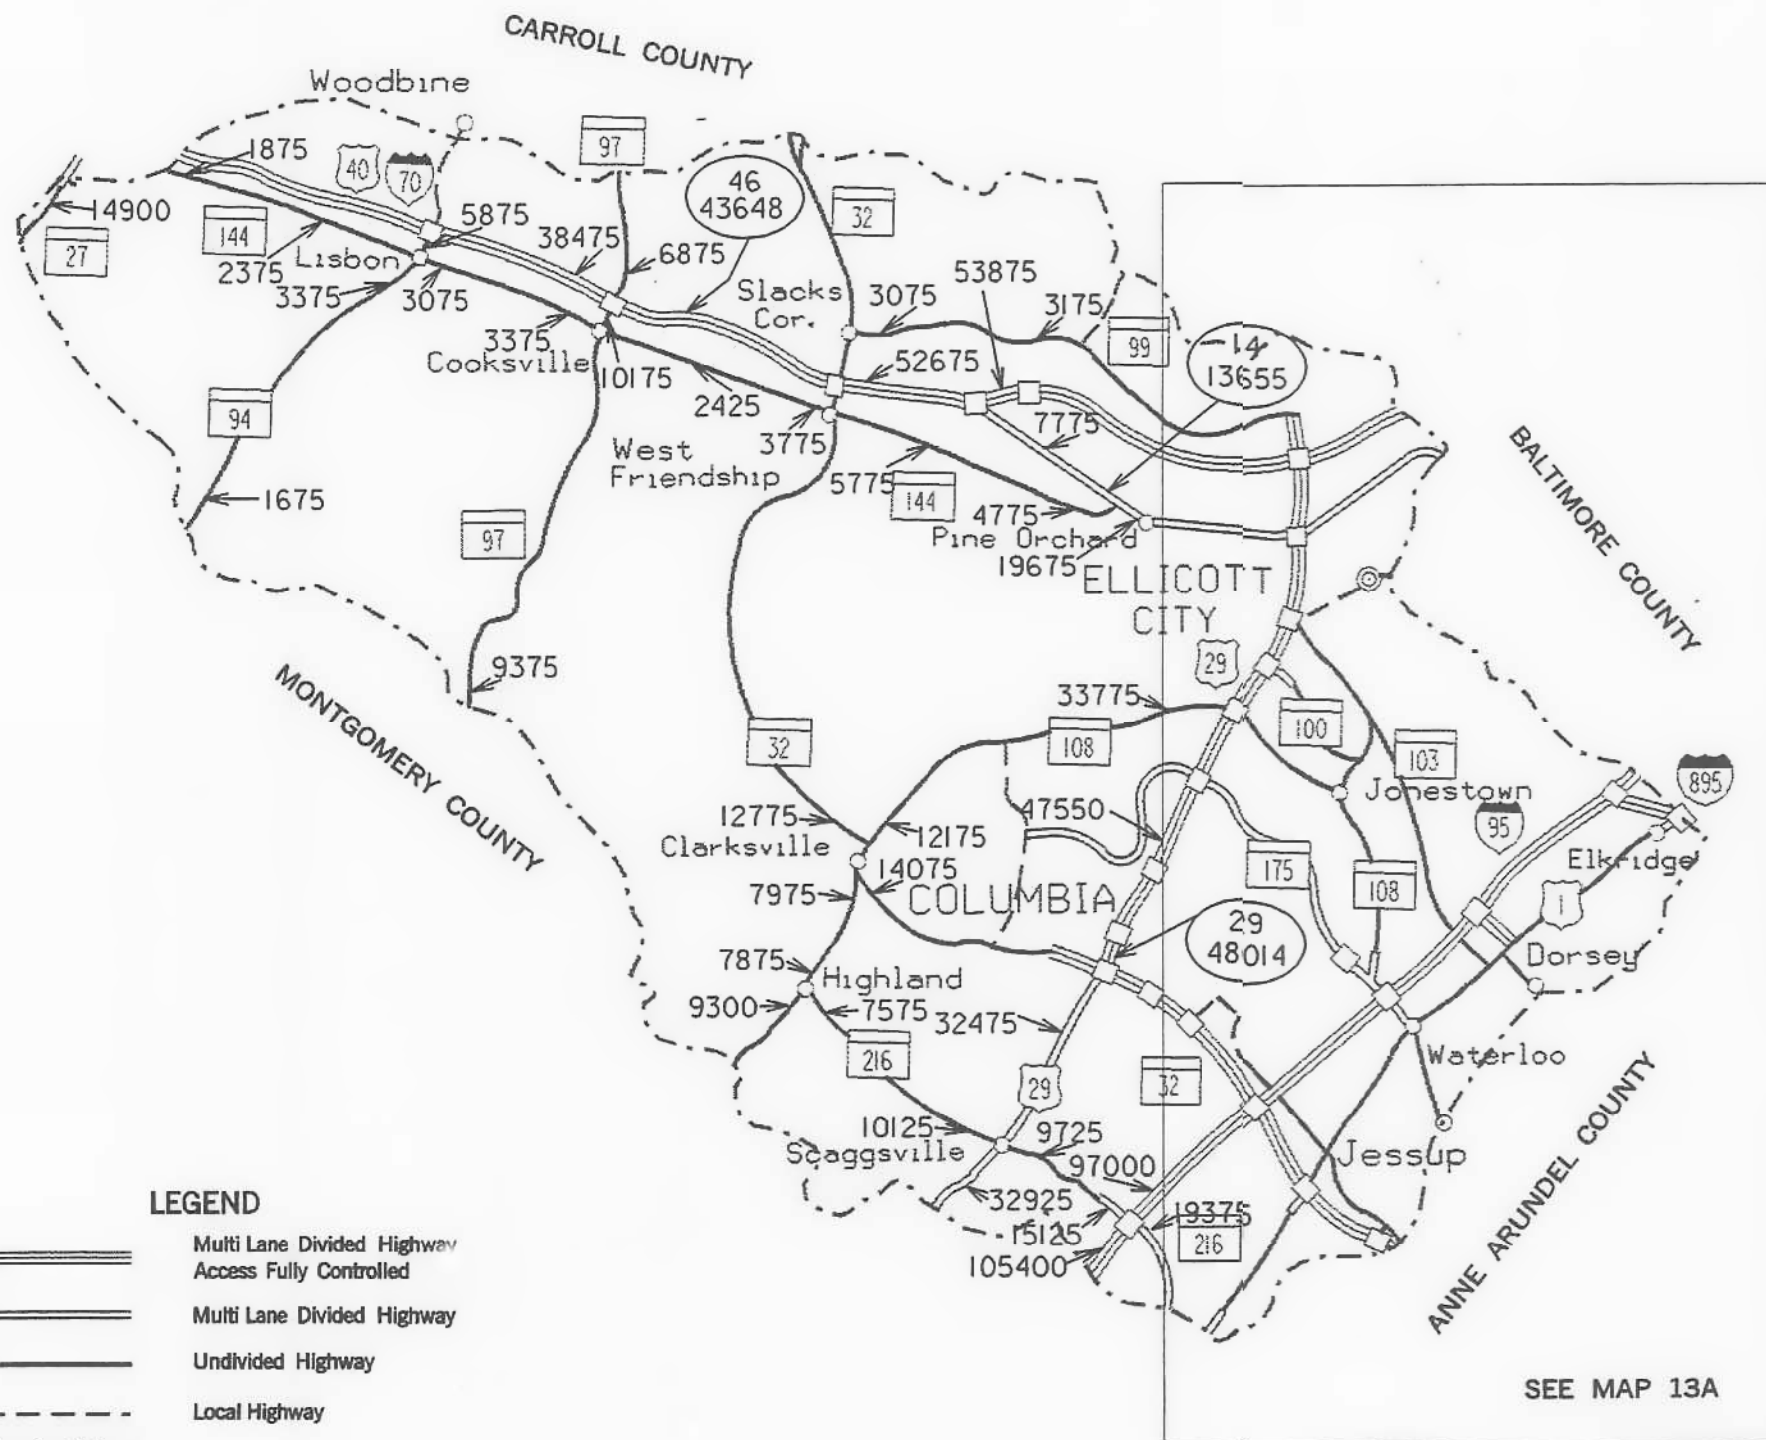 CARROLL COUNTY
Woodbine
97
1875
40
70
46
43648
32
14900
27
144
5875
38475
6875
2375
Lisbon
3375
3075
Slacks
Cor.
3075
53875
3175
99
14
13655
3375
Cooksville
10175
2425
52675
7775
94
3775
West
Friendship
5775
144
1675
97
4775
Pine Orchard
19675
BALTIMORE COUNTY
ELLICOTT
CITY
29
9375
MONTGOMERY COUNTY
33775
32
108
100
103
895
Jonestown
95
12775
Clarksville
12175
47550
14075
7975
COLUMBIA
175
108
Elkridge
1
29
48014
7875
Highland
Dorsey
9300
7575
32475
216
29
32
Waterloo
10125
Scaggsville
9725
97000
Jessup
32925
15125
19375
216
105400
ANNE ARUNDEL COUNTY
LEGEND
Multi Lane Divided Highway
Access Fully Controlled
Multi Lane Divided Highway
Undivided Highway
Local Highway
SEE MAP 13A